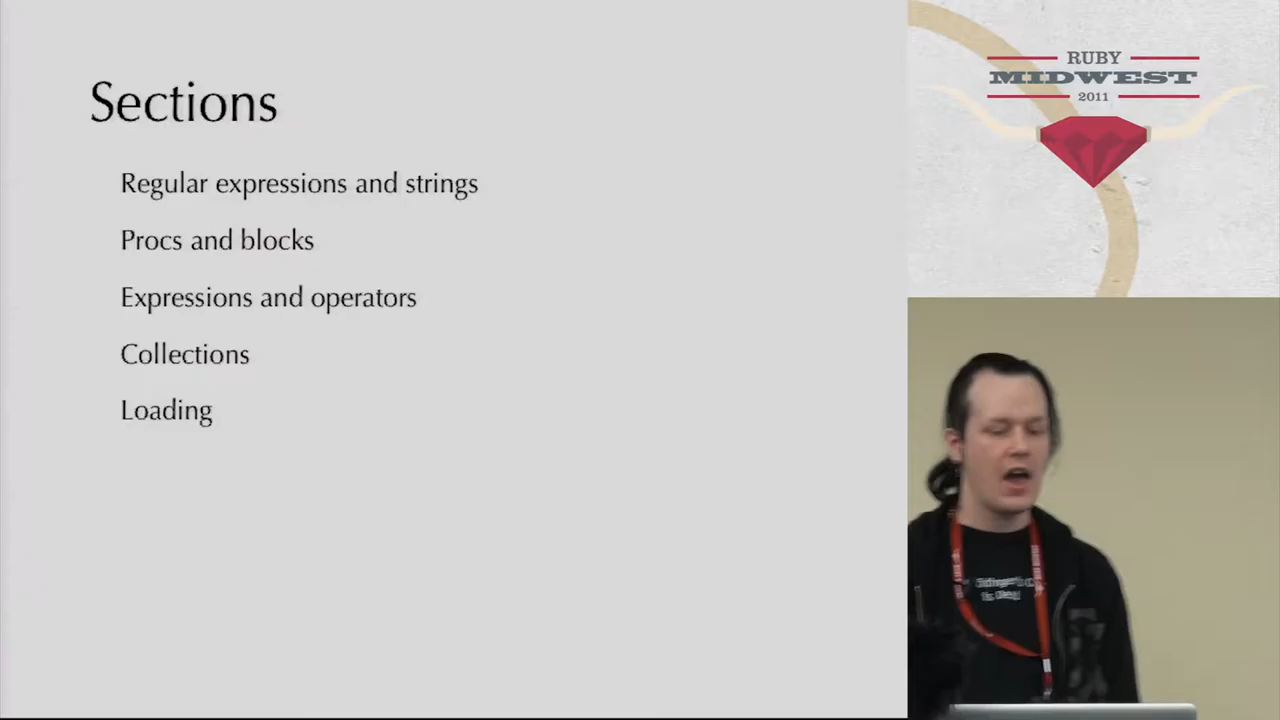 Sections
Regular expressions and strings
Procs and blocks
Expressions and operators
Collections
Loading
RUBY
MIDWEST
2011